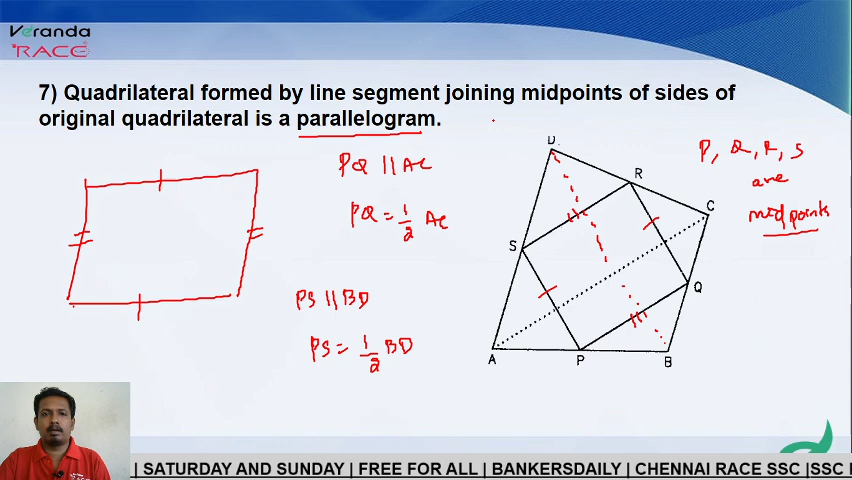 Veranda
RACE
7) Quadrilateral formed by line segment joining midpoints of sides of
original quadrilateral is a parallelogram.
PQ || AC
PQ = 1/2 AC
PS || BD
PS = 1/2 BD
D
R
C
S
Q
A
P
B
P, Q, R, S
are
midpoints
| SATURDAY AND SUNDAY | FREE FOR ALL | BANKERSDAILY | CHENNAI RACE SSC |SSC